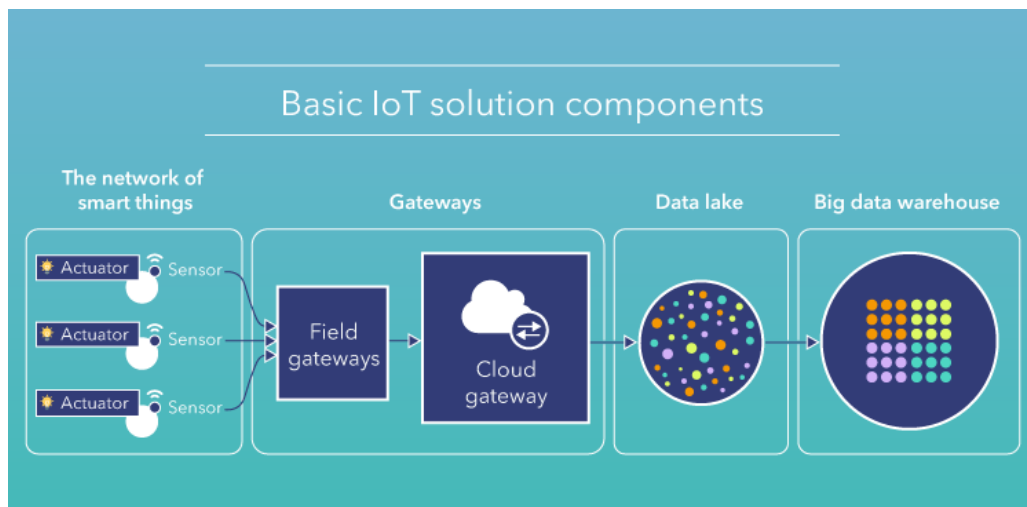 Basic IoT solution components
The network of
smart things
Gateways
Data lake
Big data warehouse
Actuator
Sensor
Actuator
Sensor
Actuator
Sensor
Field
gateways
Cloud
gateway